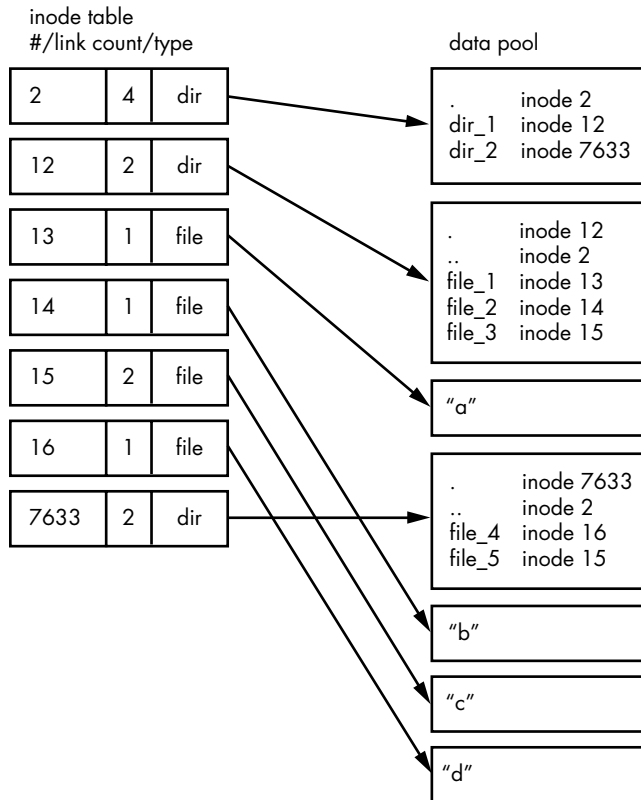 inode table
#/link count/type
2 4 dir
12 2 dir
13 1 file
14 1 file
15 2 file
16 1 file
7633 2 dir
data pool
. inode 2
dir_1 inode 12
dir_2 inode 7633
. inode 12
.. inode 2
file_1 inode 13
file_2 inode 14
file_3 inode 15
“a”
. inode 7633
.. inode 2
file_4 inode 16
file_5 inode 15
“b”
“c”
“d”